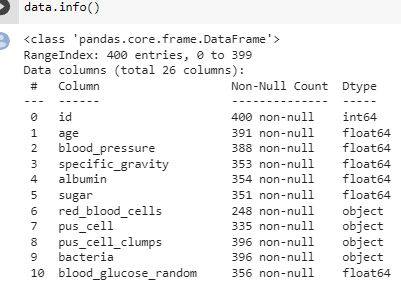 data.info()
<class 'pandas.core.frame.DataFrame'>
RangeIndex: 400 entries, 0 to 399
Data columns (total 26 columns):
 #   Column                Non-Null Count  Dtype
---  ------                --------------  -----
 0   id                    400 non-null    int64
 1   age                   391 non-null    float64
 2   blood_pressure        388 non-null    float64
 3   specific_gravity      353 non-null    float64
 4   albumin               354 non-null    float64
 5   sugar                 351 non-null    float64
 6   red_blood_cells       248 non-null    object
 7   pus_cell              335 non-null    object
 8   pus_cell_clumps       396 non-null    object
 9   bacteria              396 non-null    object
 10  blood_glucose_random  356 non-null    float64